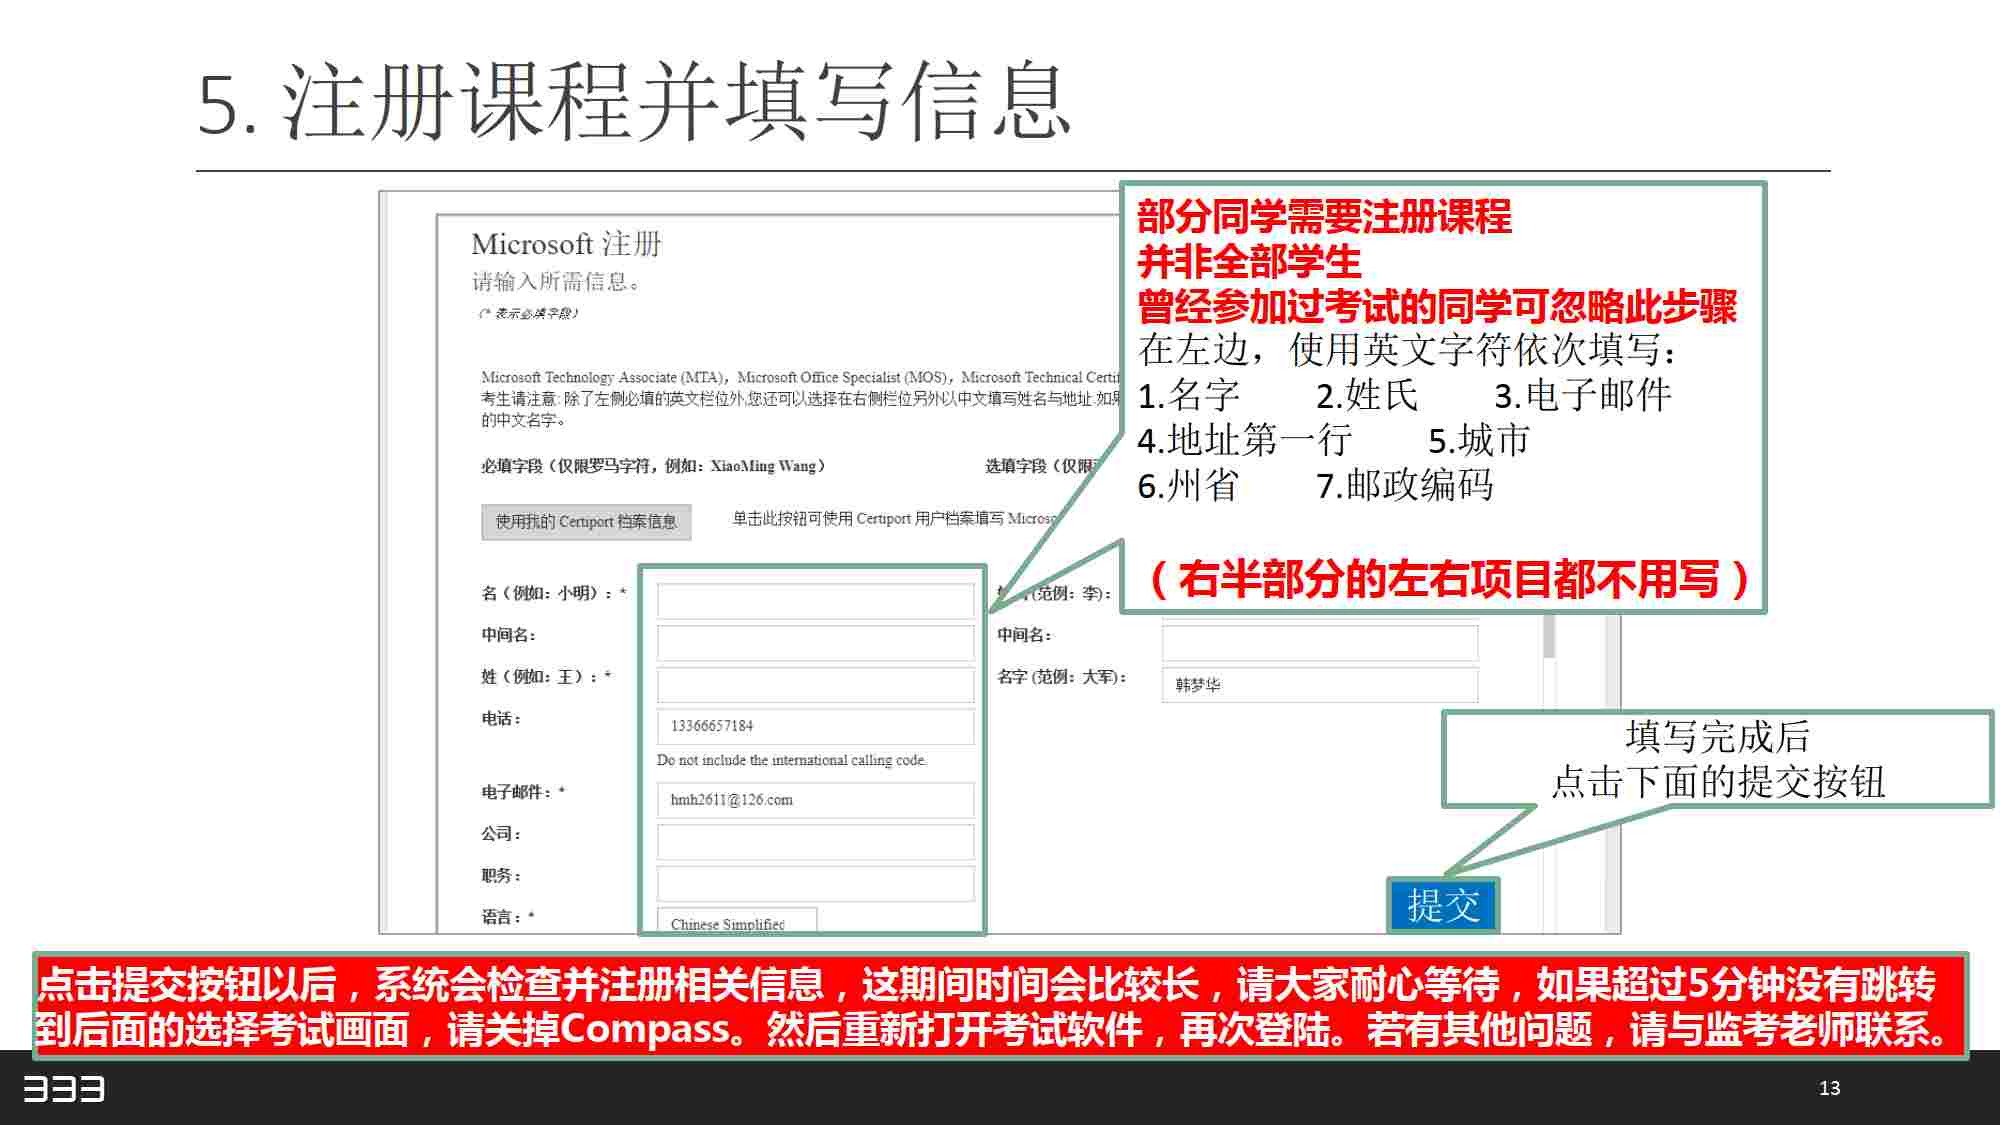 5. 注册课程并填写信息
Microsoft 注册
请输入所需信息。
(* 表示必填字段)
Microsoft Technology Associate (MTA)，Microsoft Office Specialist (MOS)，Microsoft Technical Certif
考生请注意: 除了左侧必填的英文栏位外,您还可以选择在右侧栏位另外以中文填写姓名与地址.如果
的中文名字。
必填字段（仅限罗马字符，例如：XiaoMing Wang）
选填字段（仅限
使用我的 Certiport 档案信息
单击此按钮可使用 Certiport 用户档案填写 Microso
名（例如：小明）：*
(范例：李)：
中间名：
中间名：
姓（例如：王）：*
名字 (范例：大军)：
韩梦华
电话：
13366657184
Do not include the international calling code.
电子邮件：*
hmh2611@126.com
公司：
职务：
语言：*
Chinese Simplified
部分同学需要注册课程
并非全部学生
曾经参加过考试的同学可忽略此步骤
在左边，使用英文字符依次填写：
1.名字 2.姓氏 3.电子邮件
4.地址第一行 5.城市
6.州省 7.邮政编码
（右半部分的左右项目都不用写）
填写完成后
点击下面的提交按钮
提交
点击提交按钮以后，系统会检查并注册相关信息，这期间时间会比较长，请大家耐心等待，如果超过5分钟没有跳转
到后面的选择考试画面，请关掉Compass。然后重新打开考试软件，再次登陆。若有其他问题，请与监考老师联系。
333
13